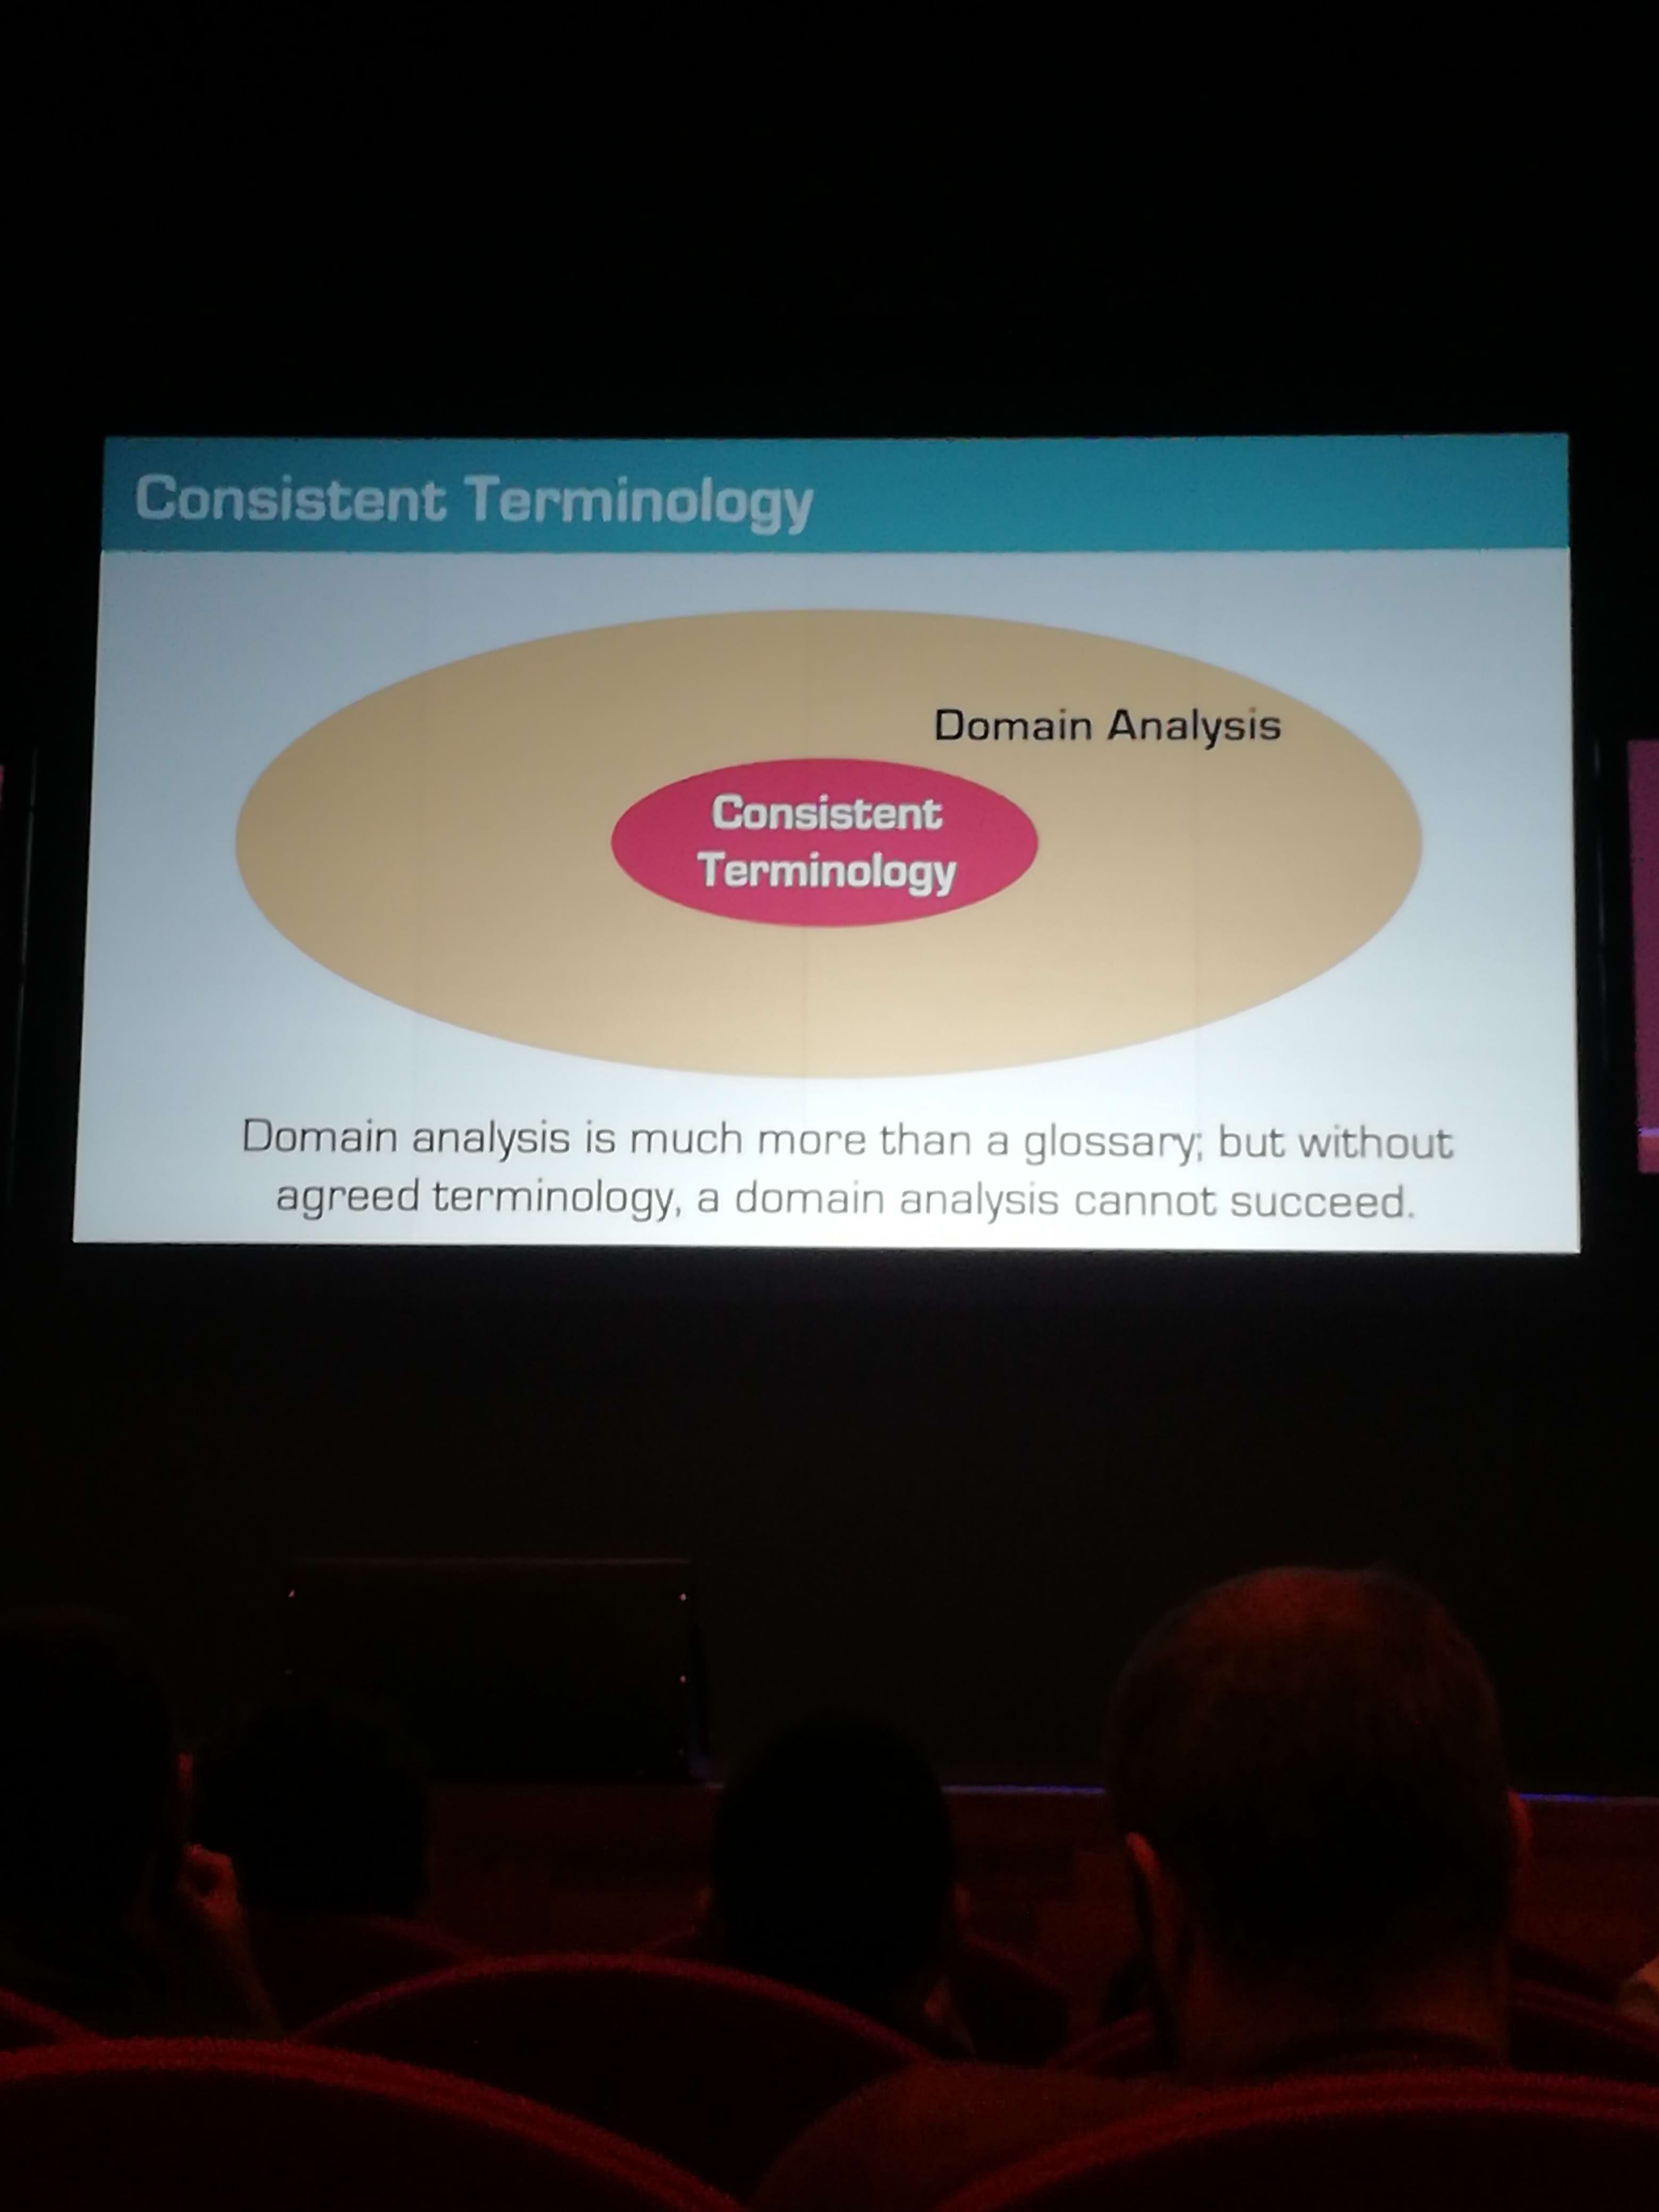 Consistent Terminology
Domain Analysis
Consistent
Terminology
Domain analysis is much more than a glossary; but without
agreed terminology, a domain analysis cannot succeed.